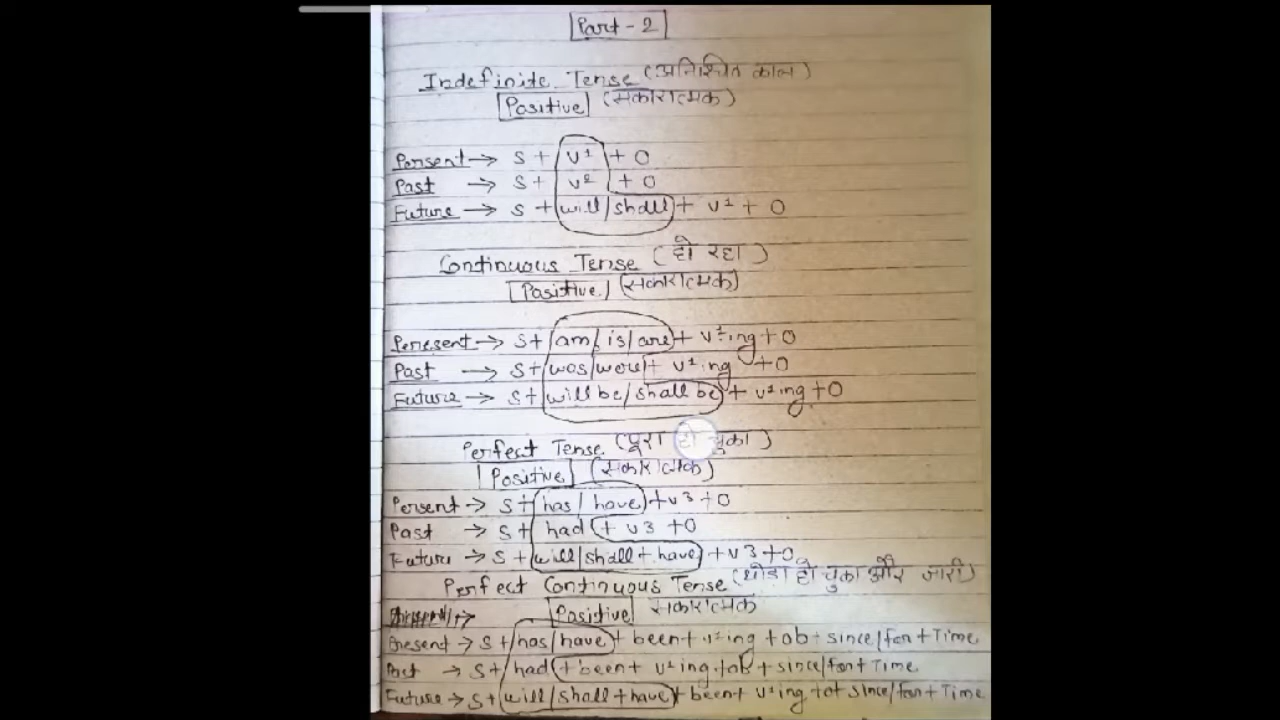 Part - 2
Indefinite Tense (अनिश्चित काल)
Positive (सकारात्मक)
Persent → S + V¹ + O
Past → S + V² + O
Future → S + will/shall + V¹ + O
Continuous Tense (हो रहा)
Positive (सकारात्मक)
Peresent → S + am/is/are + V¹ing + O
Past → S + was/were + V¹ing + O
Future → S + will be/shall be + V¹ing + O
Perfect Tense (पूरा हो चुका)
Positive (सकारात्मक)
Persent → S + has/have + V3 + O
Past → S + had + V3 + O
Future → S + will/shall + have + V3 + O
Perfect Continuous Tense (थोडा हो चुका और जारी)
Positive सकारात्मक
Present → S + has/have + been + V¹ing + ob + since/for + Time
Past → S + had + been + V¹ing + ob + since/for + Time
Future → S + will/shall + have + been + V¹ing + ot since/for + Time